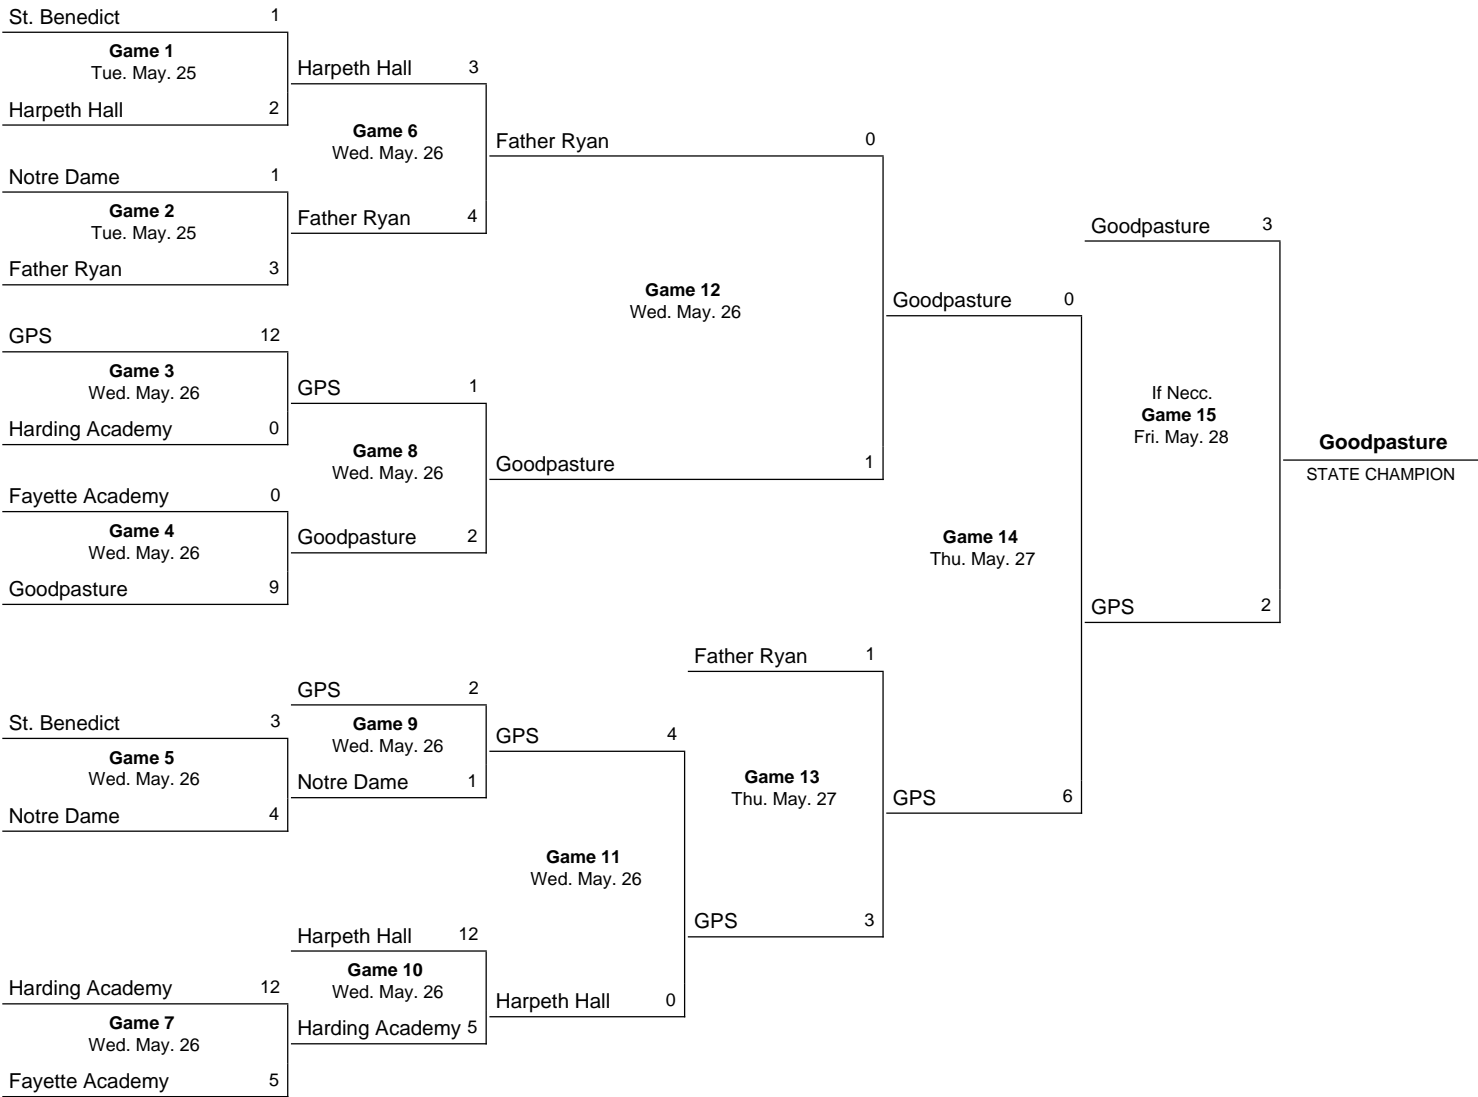 St. Benedict 1
Game 1
Tue. May. 25
Harpeth Hall 2
Notre Dame 1
Game 2
Tue. May. 25
Father Ryan 3
GPS 12
Game 3
Wed. May. 26
Harding Academy 0
Fayette Academy 0
Game 4
Wed. May. 26
Goodpasture 9
St. Benedict 3
Game 5
Wed. May. 26
Notre Dame 4
Harding Academy 12
Game 7
Wed. May. 26
Fayette Academy 5
Harpeth Hall 3
Game 6
Wed. May. 26
Father Ryan 4
GPS 1
Game 8
Wed. May. 26
Goodpasture 2
GPS 2
Game 9
Wed. May. 26
Notre Dame 1
Harpeth Hall 12
Game 10
Wed. May. 26
Harding Academy 5
Father Ryan 0
Game 12
Wed. May. 26
Goodpasture 1
GPS 4
Game 11
Wed. May. 26
Harpeth Hall 0
Father Ryan 1
Game 13
Thu. May. 27
GPS 3
Goodpasture 0
Game 14
Thu. May. 27
GPS 6
Goodpasture 3
If Necc.
Game 15
Fri. May. 28
GPS 2
Goodpasture
STATE CHAMPION